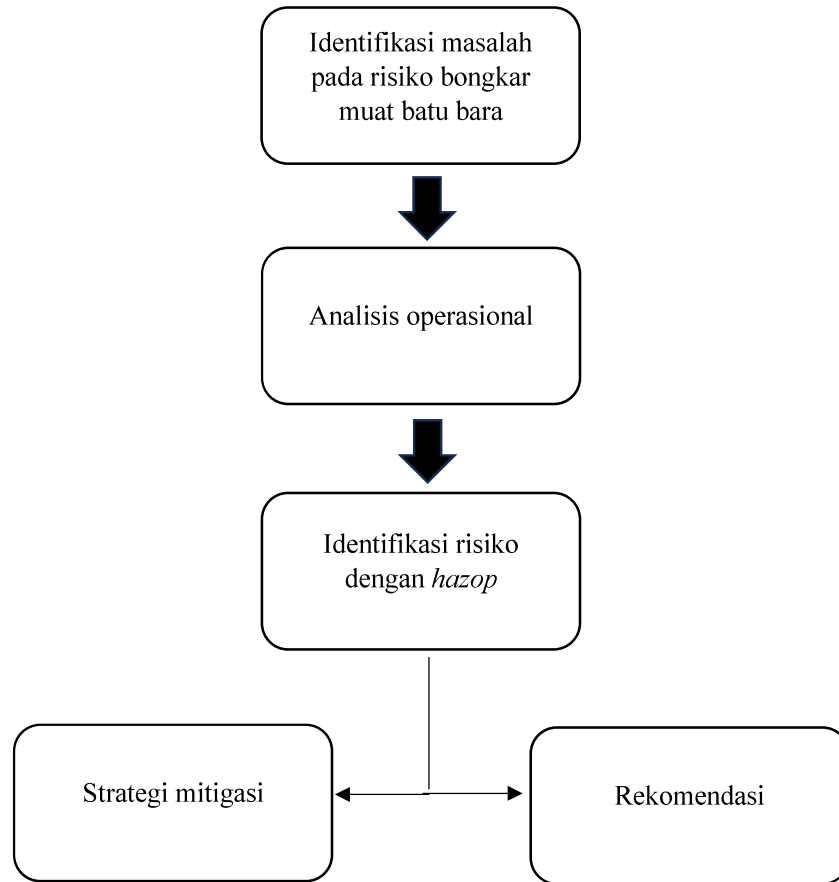 Identifikasi masalah
pada risiko bongkar
muat batu bara
Analisis operasional
Identifikasi risiko
dengan hazop
Strategi mitigasi
Rekomendasi